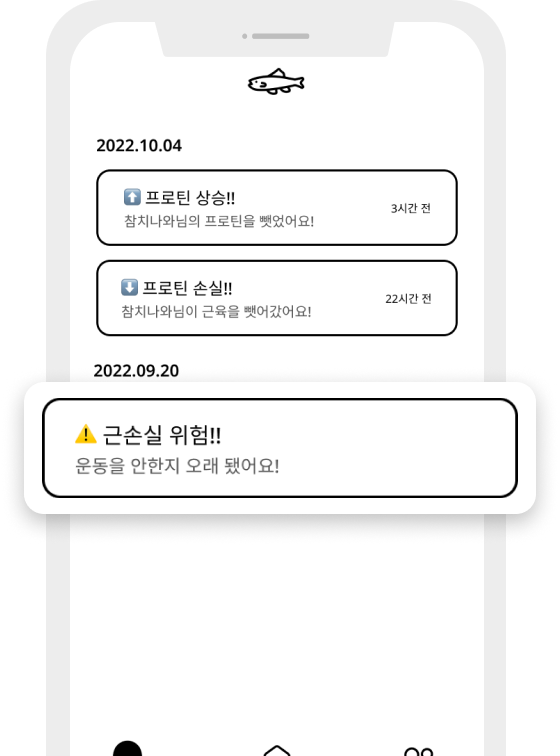 2022.10.04
⬆️ 프로틴 상승!!
참치나와님의 프로틴을 뺏었어요!
3시간 전
⬇️ 프로틴 손실!!
참치나와님이 근육을 뺏어갔어요!
22시간 전
2022.09.20
⚠️ 근손실 위험!!
운동을 안한지 오래 됐어요!